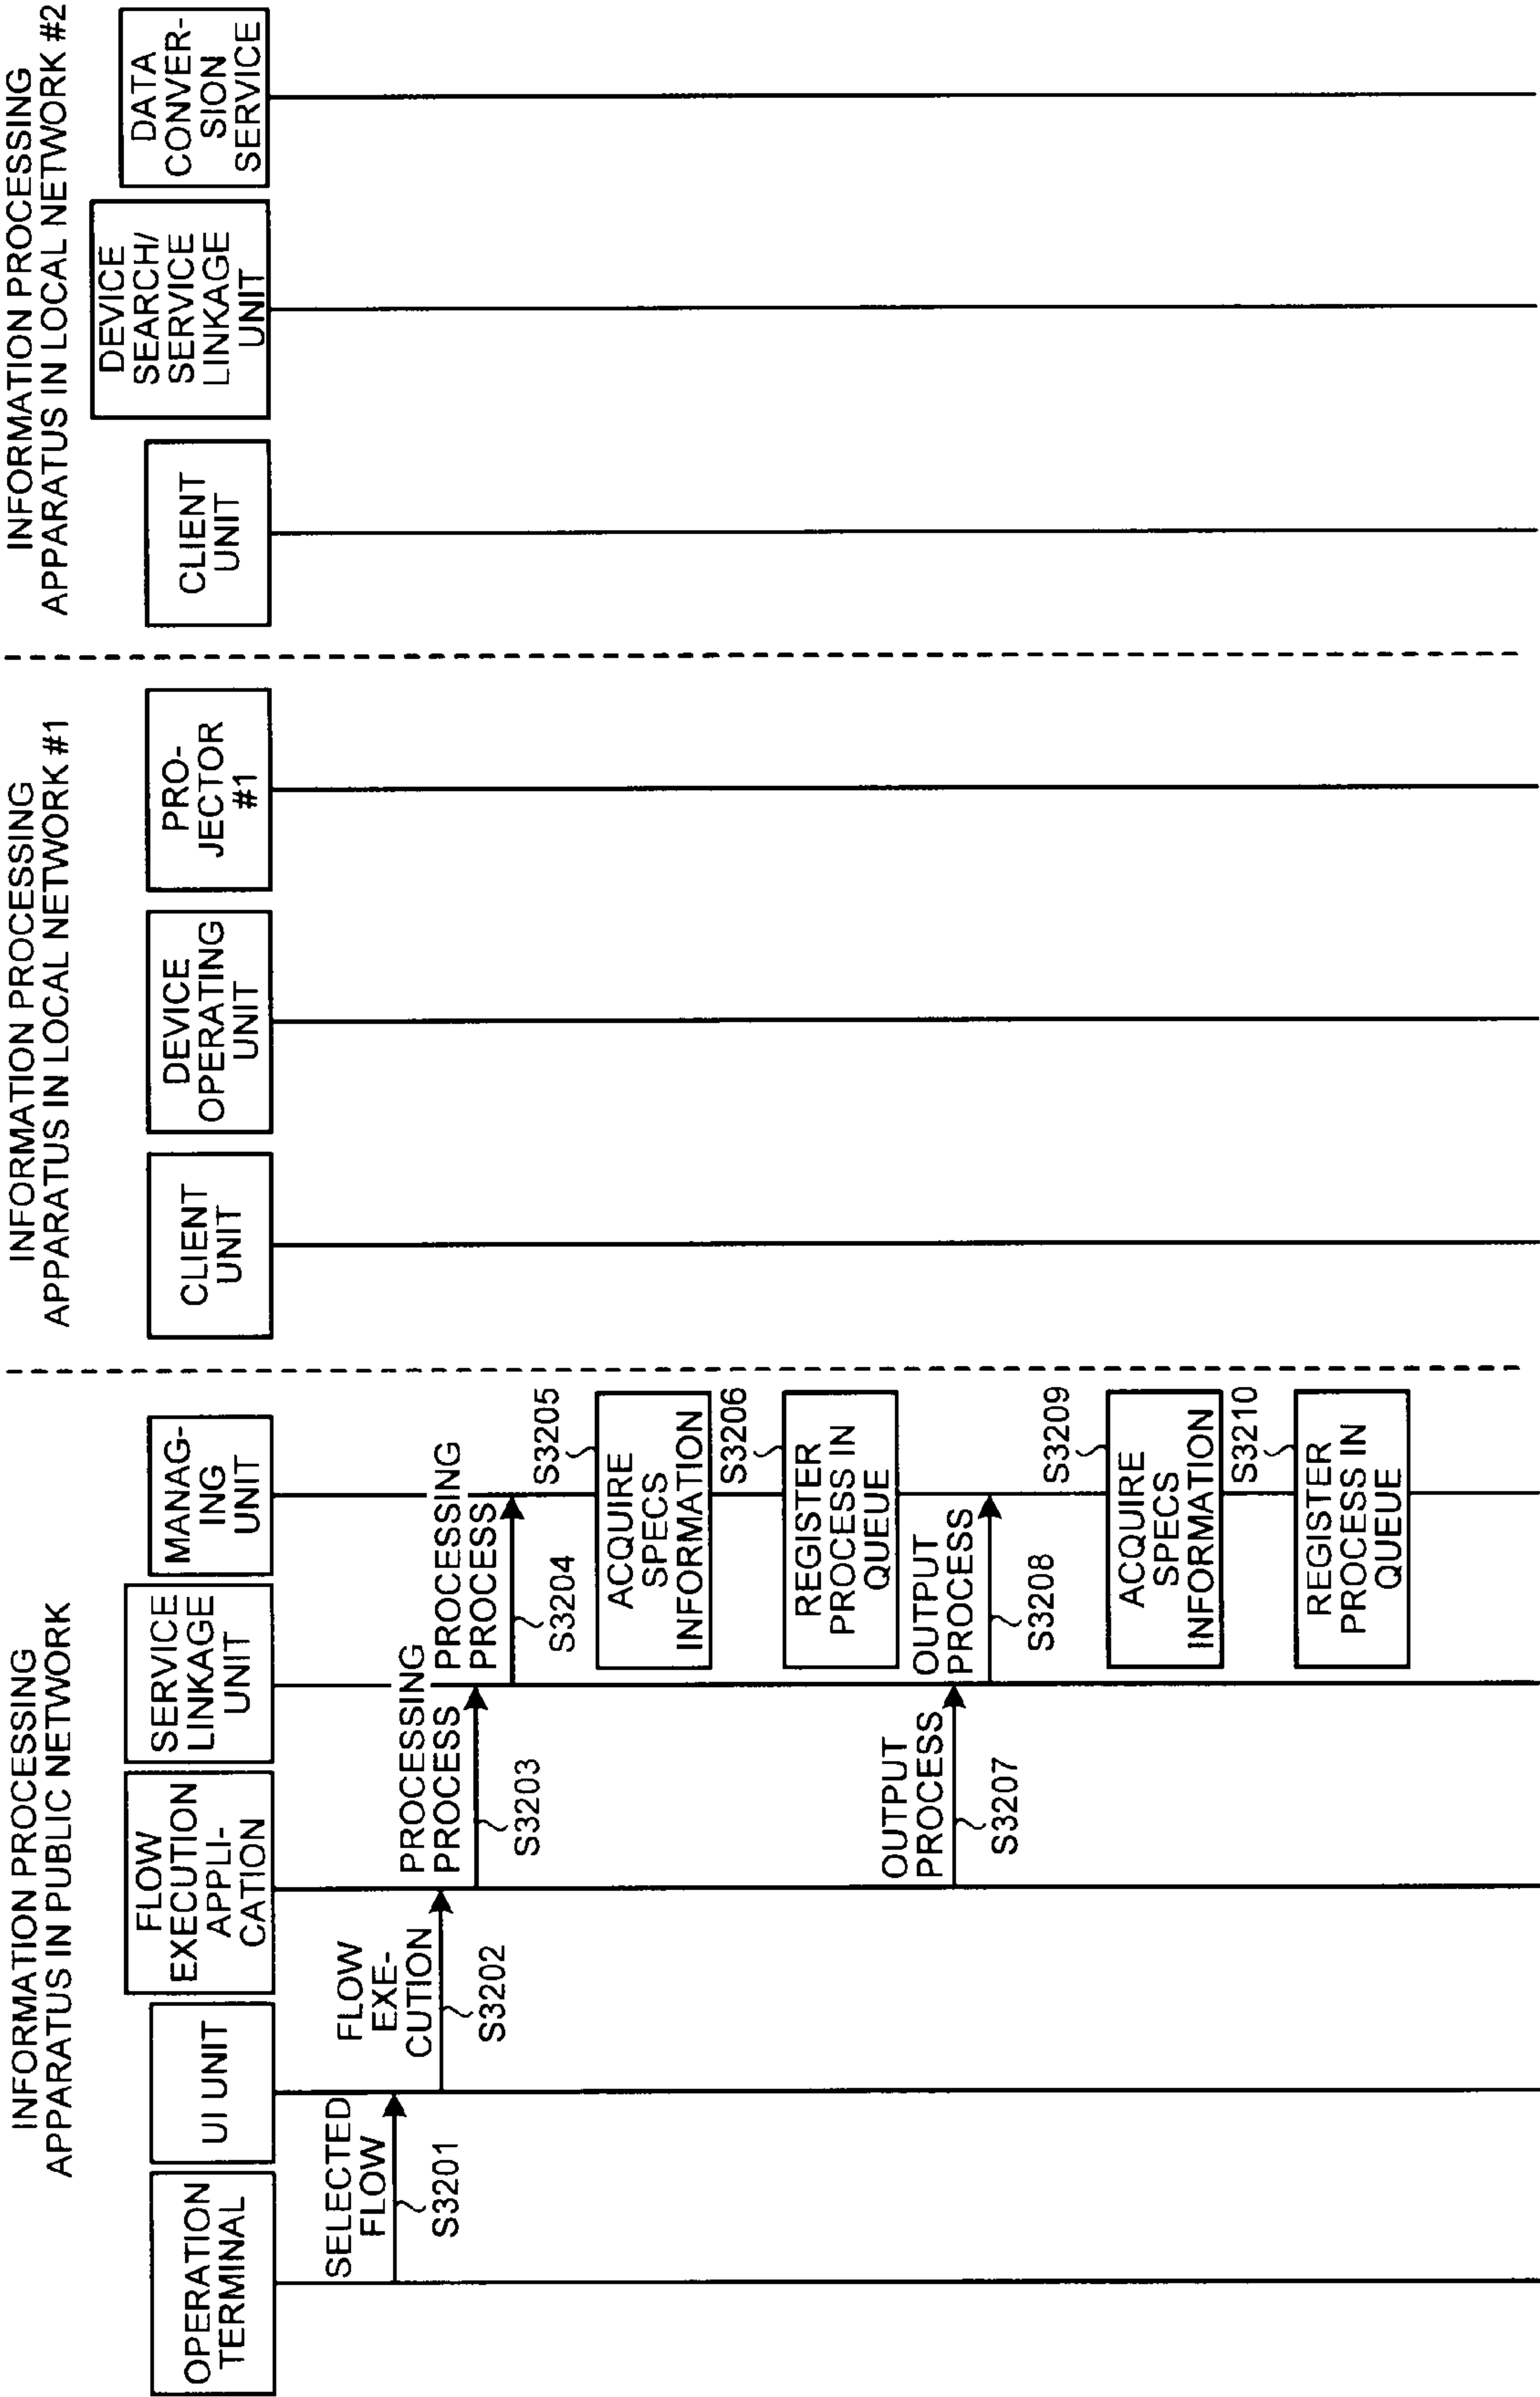 INFORMATION PROCESSING
APPARATUS IN PUBLIC NETWORK
INFORMATION PROCESSING
APPARATUS IN LOCAL NETWORK #1
INFORMATION PROCESSING
APPARATUS IN LOCAL NETWORK #2
OPERATION
TERMINAL
UI UNIT
FLOW
EXECUTION
APPLI-
CATION
SERVICE
LINKAGE
UNIT
MANAG-
ING
UNIT
CLIENT
UNIT
DEVICE
OPERATING
UNIT
PRO-
JECTOR
#1
CLIENT
UNIT
DEVICE
SEARCH/
SERVICE
LINKAGE
UNIT
DATA
CONVER-
SION
SERVICE
SELECTED
FLOW
S3201
FLOW
EXE-
CUTION
S3202
PROCESSING
PROCESS
S3203
PROCESSING
PROCESS
S3204
S3205
ACQUIRE
SPECS
INFORMATION
S3206
REGISTER
PROCESS IN
QUEUE
OUTPUT
PROCESS
S3207
OUTPUT
PROCESS
S3208
S3209
ACQUIRE
SPECS
INFORMATION
S3210
REGISTER
PROCESS IN
QUEUE